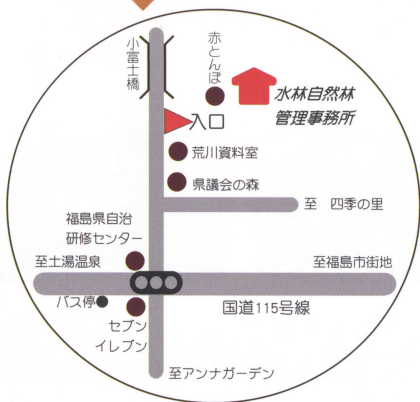 小富士橋
赤とんぼ
水林自然林
管理事務所
入口
荒川資料室
県議会の森
至 四季の里
福島県自治
研修センター
至土湯温泉
至福島市街地
バス停
国道115号線
セブン
イレブン
至アンナガーデン